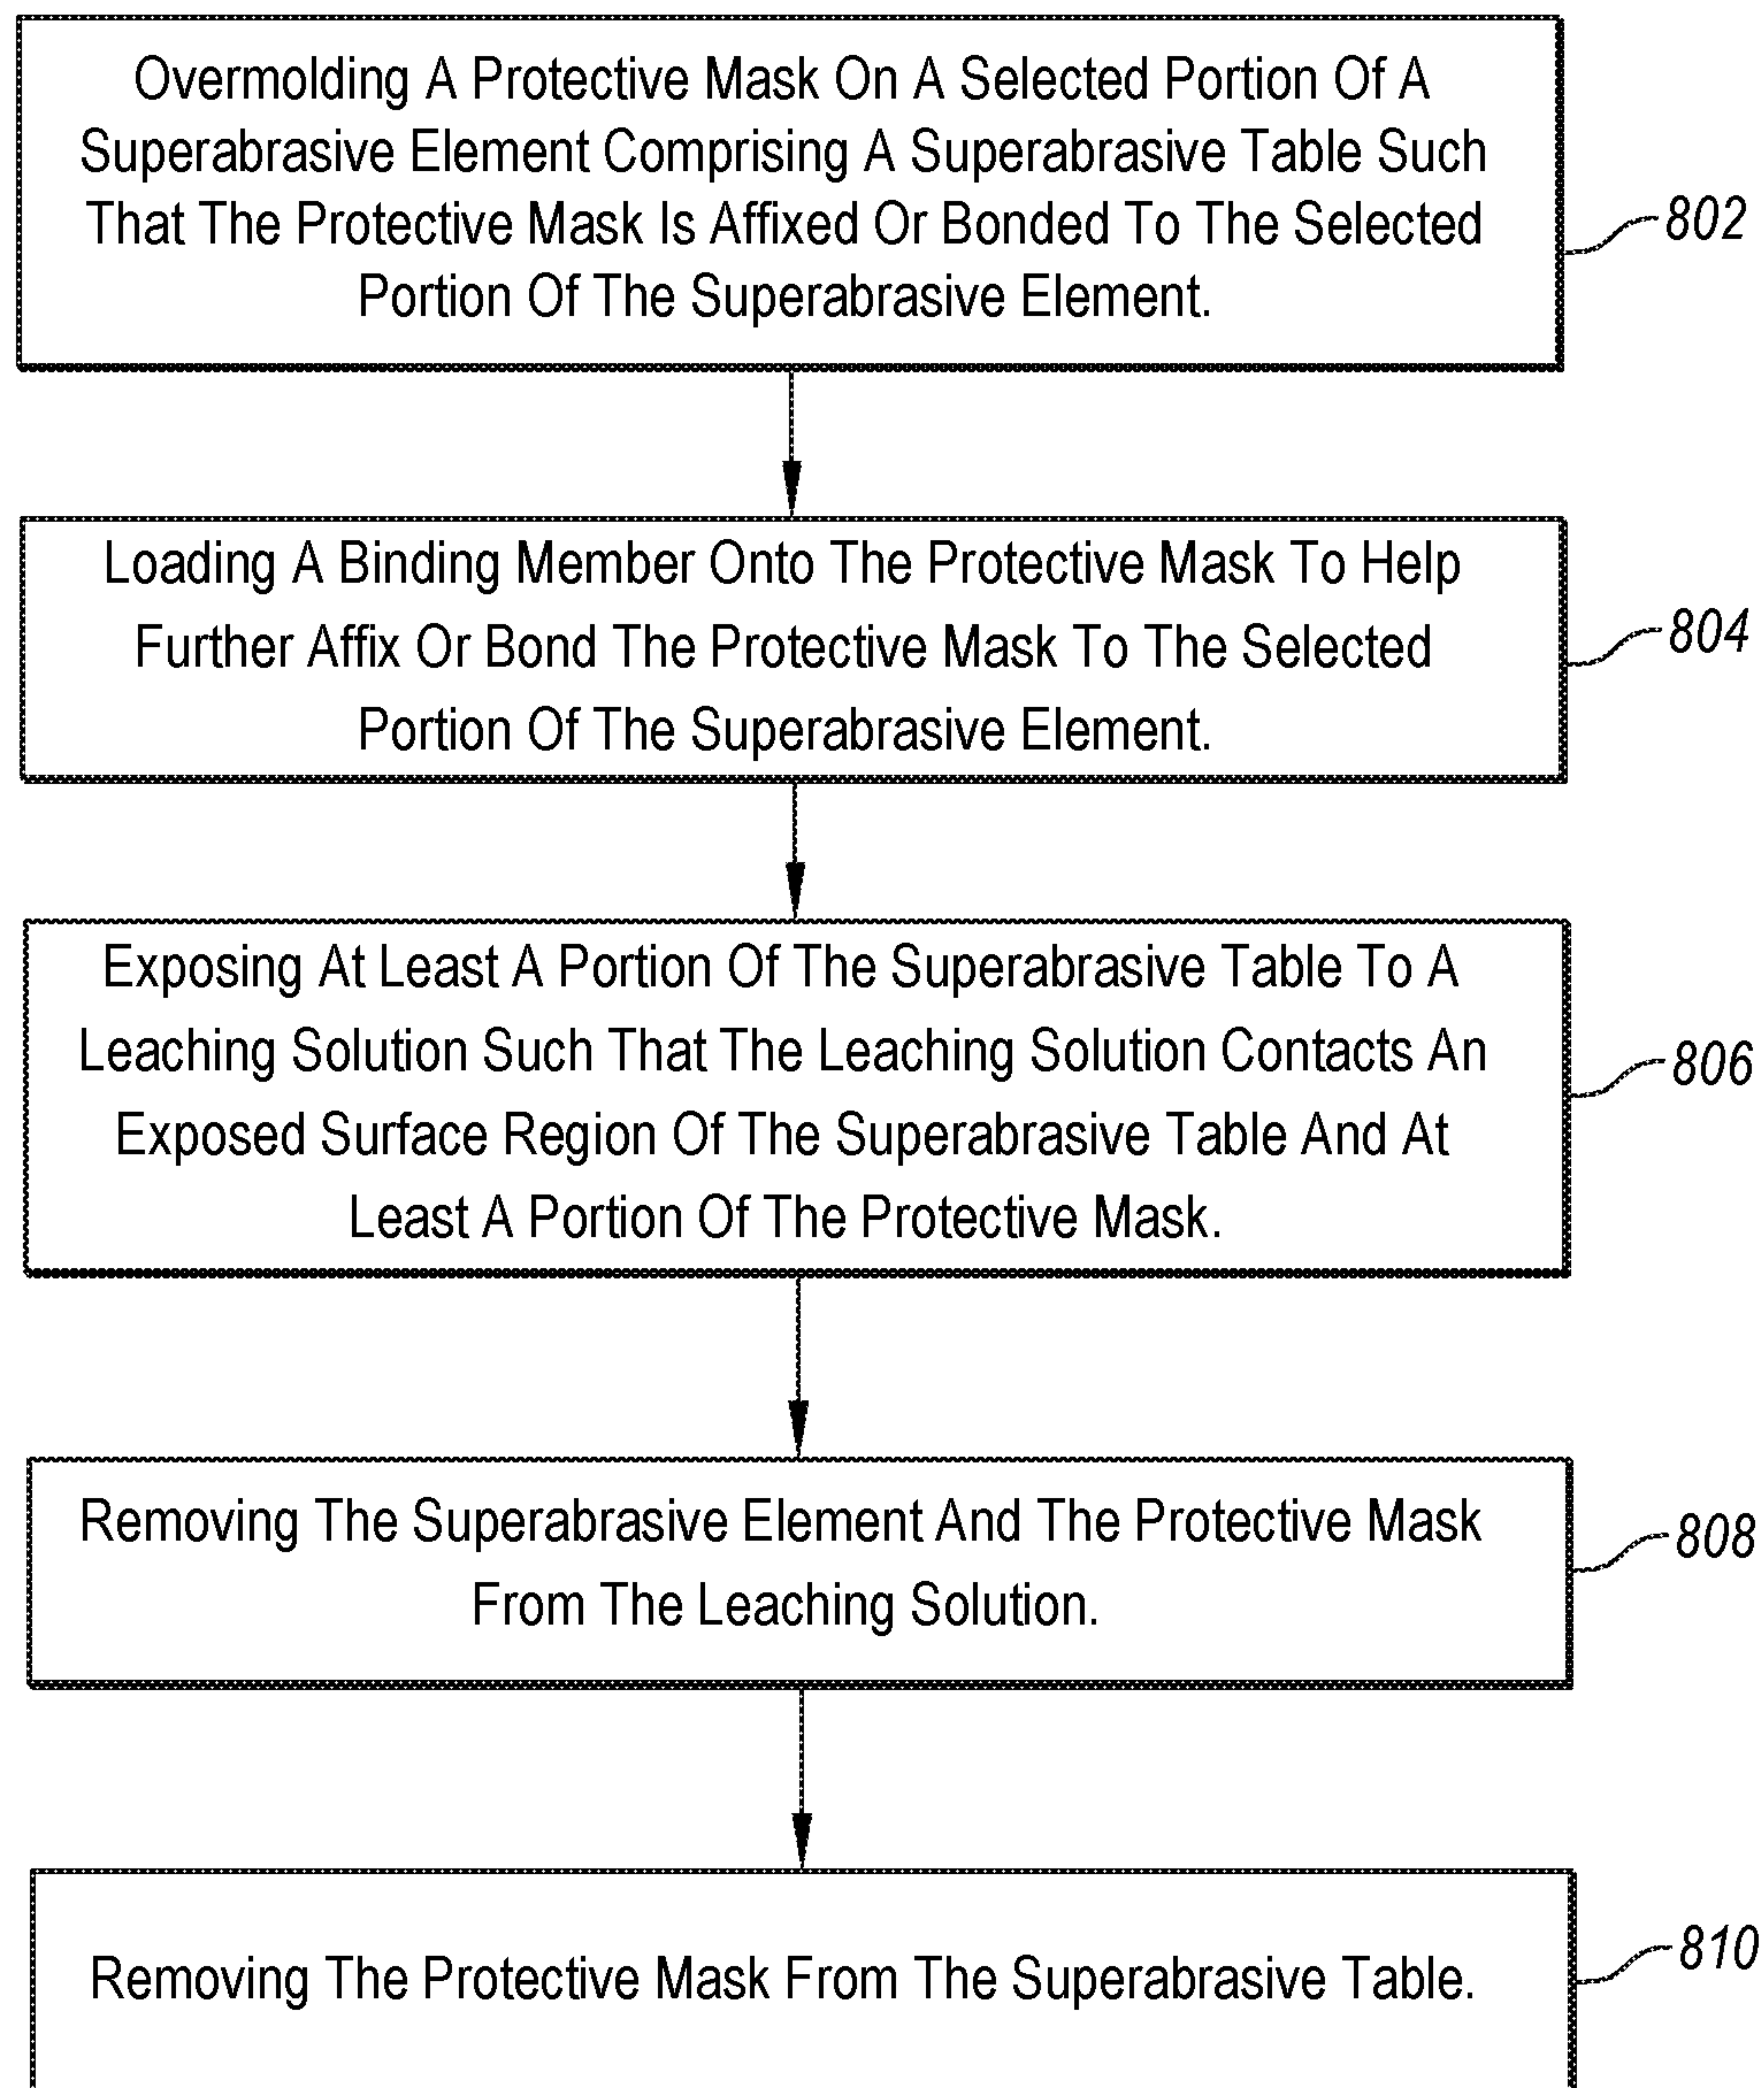 Overmolding A Protective Mask On A Selected Portion Of A
Superabrasive Element Comprising A Superabrasive Table Such
That The Protective Mask Is Affixed Or Bonded To The Selected
Portion Of The Superabrasive Element.
802
Loading A Binding Member Onto The Protective Mask To Help
Further Affix Or Bond The Protective Mask To The Selected
Portion Of The Superabrasive Element.
804
Exposing At Least A Portion Of The Superabrasive Table To A
Leaching Solution Such That The Leaching Solution Contacts An
Exposed Surface Region Of The Superabrasive Table And At
Least A Portion Of The Protective Mask.
806
Removing The Superabrasive Element And The Protective Mask
From The Leaching Solution.
808
Removing The Protective Mask From The Superabrasive Table.
810